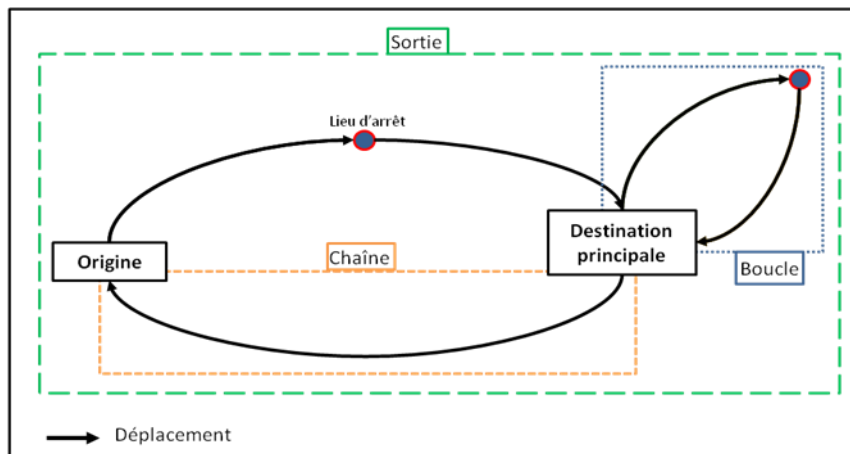 Sortie
Lieu d'arrêt
Origine
Destination
principale
Chaîne
Boucle
Déplacement